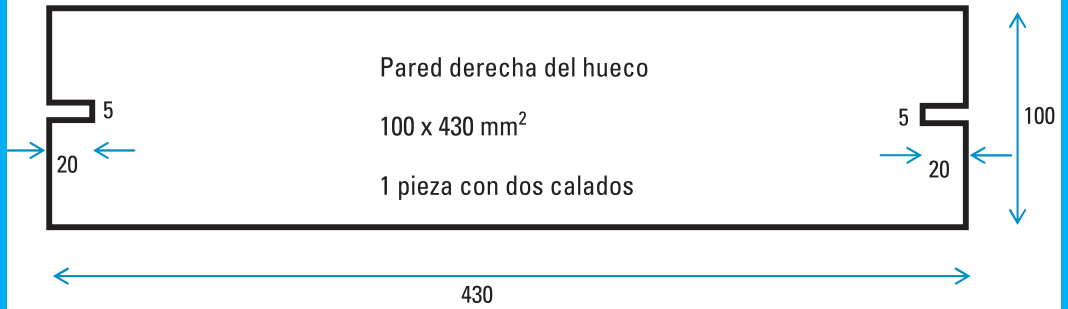 Pared derecha del hueco
5
5
100
100 x 430 mm²
20
20
1 pieza con dos calados
430